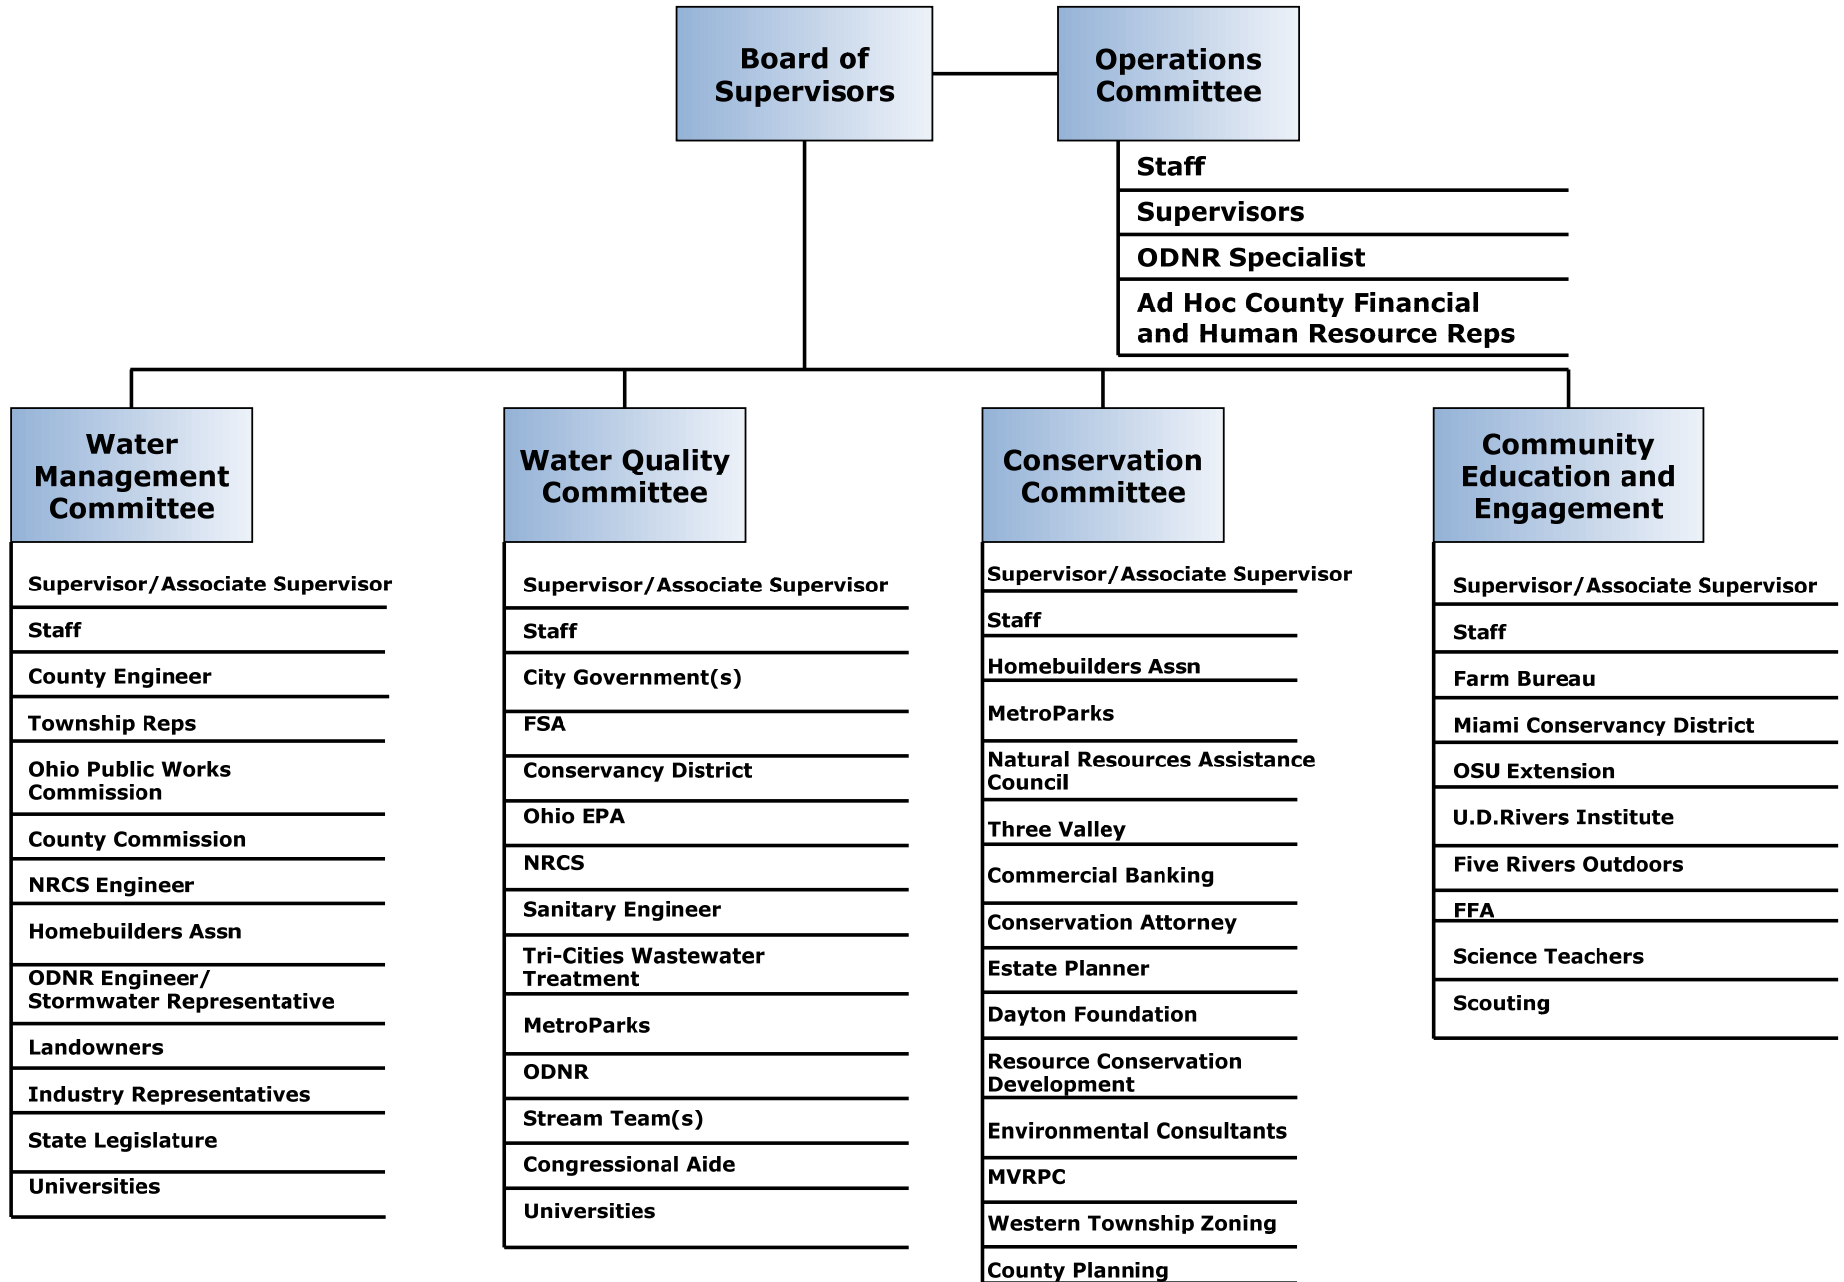 Board of
Supervisors
Operations
Committee
Staff
Supervisors
ODNR Specialist
Ad Hoc County Financial
and Human Resource Reps
Water
Management
Committee
Supervisor/Associate Supervisor
Staff
County Engineer
Township Reps
Ohio Public Works
Commission
County Commission
NRCS Engineer
Homebuilders Assn
ODNR Engineer/
Stormwater Representative
Landowners
Industry Representatives
State Legislature
Universities
Water Quality
Committee
Supervisor/Associate Supervisor
Staff
City Government(s)
FSA
Conservancy District
Ohio EPA
NRCS
Sanitary Engineer
Tri-Cities Wastewater
Treatment
MetroParks
ODNR
Stream Team(s)
Congressional Aide
Universities
Conservation
Committee
Supervisor/Associate Supervisor
Staff
Homebuilders Assn
MetroParks
Natural Resources Assistance
Council
Three Valley
Commercial Banking
Conservation Attorney
Estate Planner
Dayton Foundation
Resource Conservation
Development
Environmental Consultants
MVRPC
Western Township Zoning
County Planning
Community
Education and
Engagement
Supervisor/Associate Supervisor
Staff
Farm Bureau
Miami Conservancy District
OSU Extension
U.D.Rivers Institute
Five Rivers Outdoors
FFA
Science Teachers
Scouting